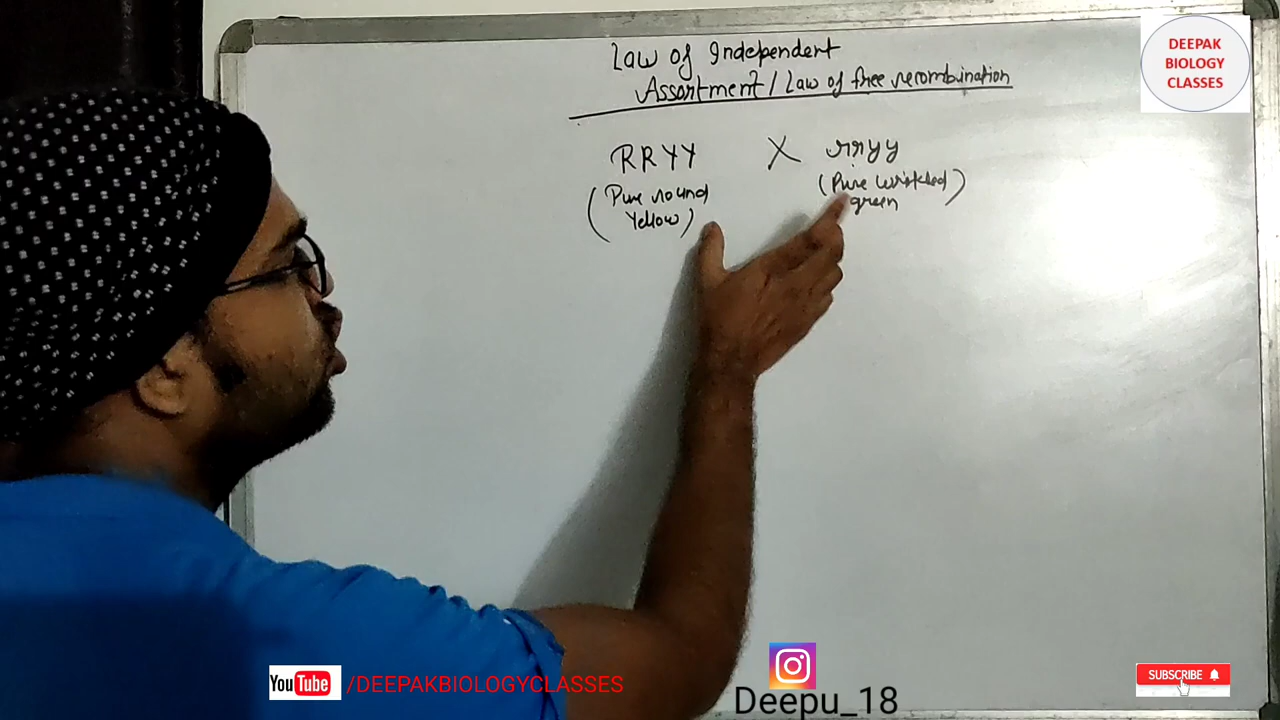 Law of Independent
Assortment / Law of free recombination
RRYY X rryy
(Pure round
Yellow)
(Pure wrinkled
green)
DEEPAK
BIOLOGY
CLASSES
YouTube /DEEPAKBIOLOGYCLASSES
Deepu_18
SUBSCRIBE